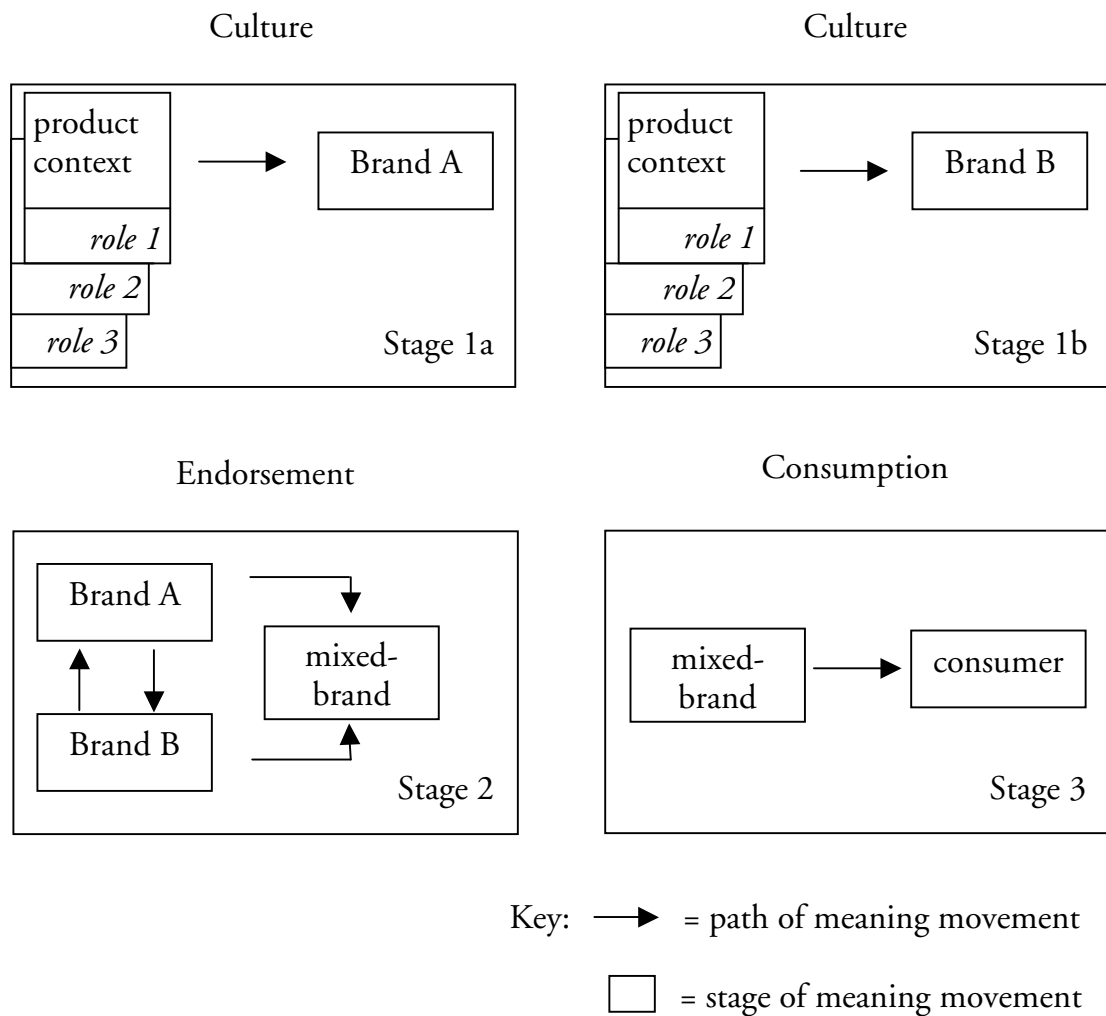 Culture
product
context
role 1
role 2
role 3
Brand A
Stage 1a
Culture
product
context
role 1
role 2
role 3
Brand B
Stage 1b
Endorsement
Brand A
Brand B
mixed-
brand
Stage 2
Consumption
mixed-
brand
consumer
Stage 3
Key:
= path of meaning movement
= stage of meaning movement